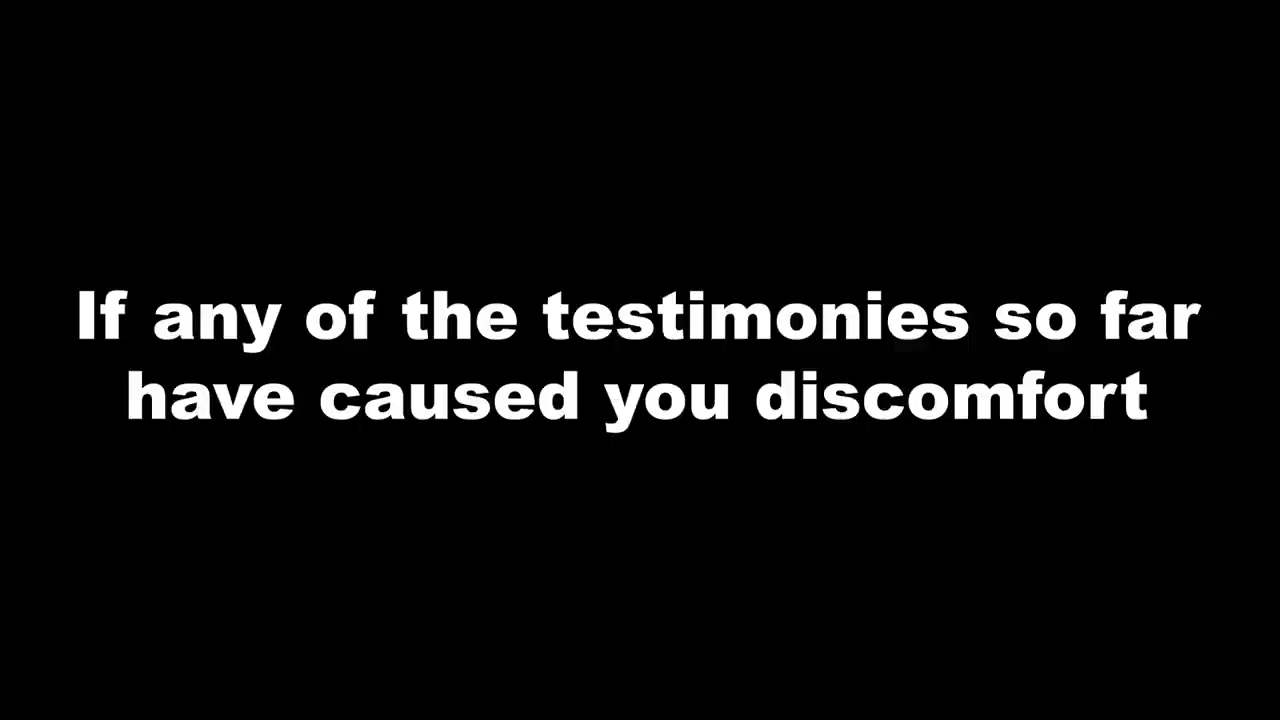 If any of the testimonies so far
have caused you discomfort